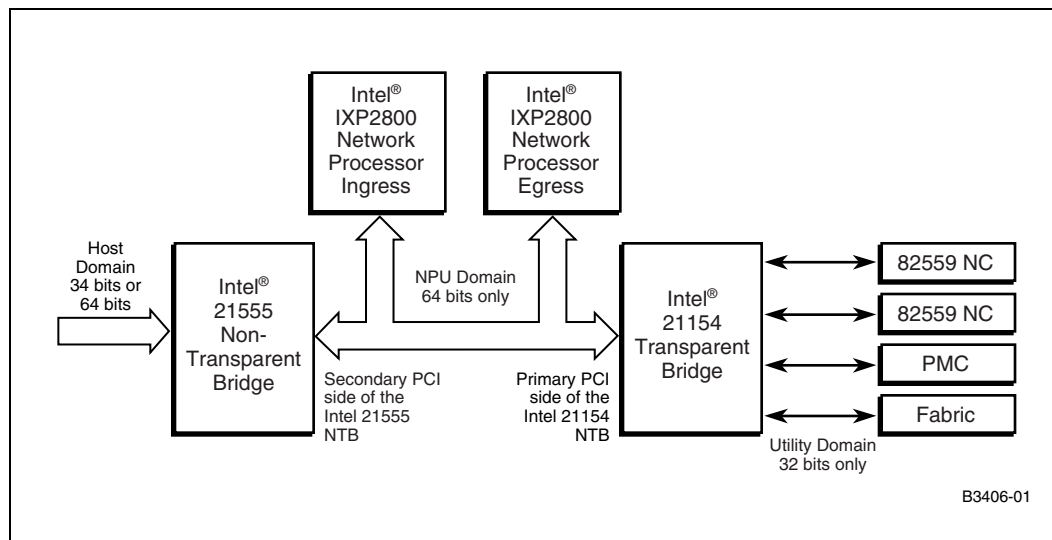 Intel®
IXP2800
Network
Processor
Ingress
Intel®
IXP2800
Network
Processor
Egress
Host
Domain
34 bits or
64 bits
Intel®
21555
Non-
Transparent
Bridge
NPU Domain
64 bits only
Secondary PCI
side of the
Intel 21555
NTB
Primary PCI
side of the
Intel 21154
NTB
Intel®
21154
Transparent
Bridge
82559 NC
82559 NC
PMC
Fabric
Utility Domain
32 bits only
B3406-01